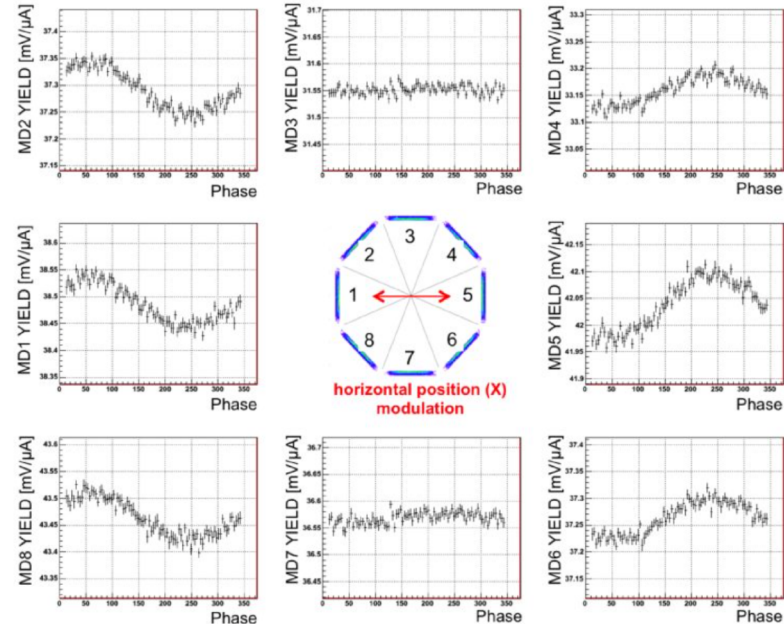 MD2 YIELD [mV/µA]
37.4
37.35
37.3
37.25
37.2
37.15
0 50 100 150 200 250 300 350
Phase
MD3 YIELD [mV/µA]
31.7
31.65
31.6
31.55
31.5
31.45
0 50 100 150 200 250 300 350
Phase
MD4 YIELD [mV/µA]
33.3
33.25
33.2
33.15
33.1
33.05
0 50 100 150 200 250 300 350
Phase
MD1 YIELD [mV/µA]
38.6
38.55
38.5
38.45
38.4
38.35
0 50 100 150 200 250 300 350
Phase
1
2
3
4
5
6
7
8
horizontal position (X)
modulation
MD5 YIELD [mV/µA]
42.1
42.05
42
41.95
41.9
0 50 100 150 200 250 300 350
Phase
MD8 YIELD [mV/µA]
43.6
43.55
43.5
43.45
43.4
43.35
0 50 100 150 200 250 300 350
Phase
MD7 YIELD [mV/µA]
36.7
36.65
36.6
36.55
36.5
36.45
0 50 100 150 200 250 300 350
Phase
MD6 YIELD [mV/µA]
37.4
37.35
37.3
37.25
37.2
37.15
0 50 100 150 200 250 300 350
Phase